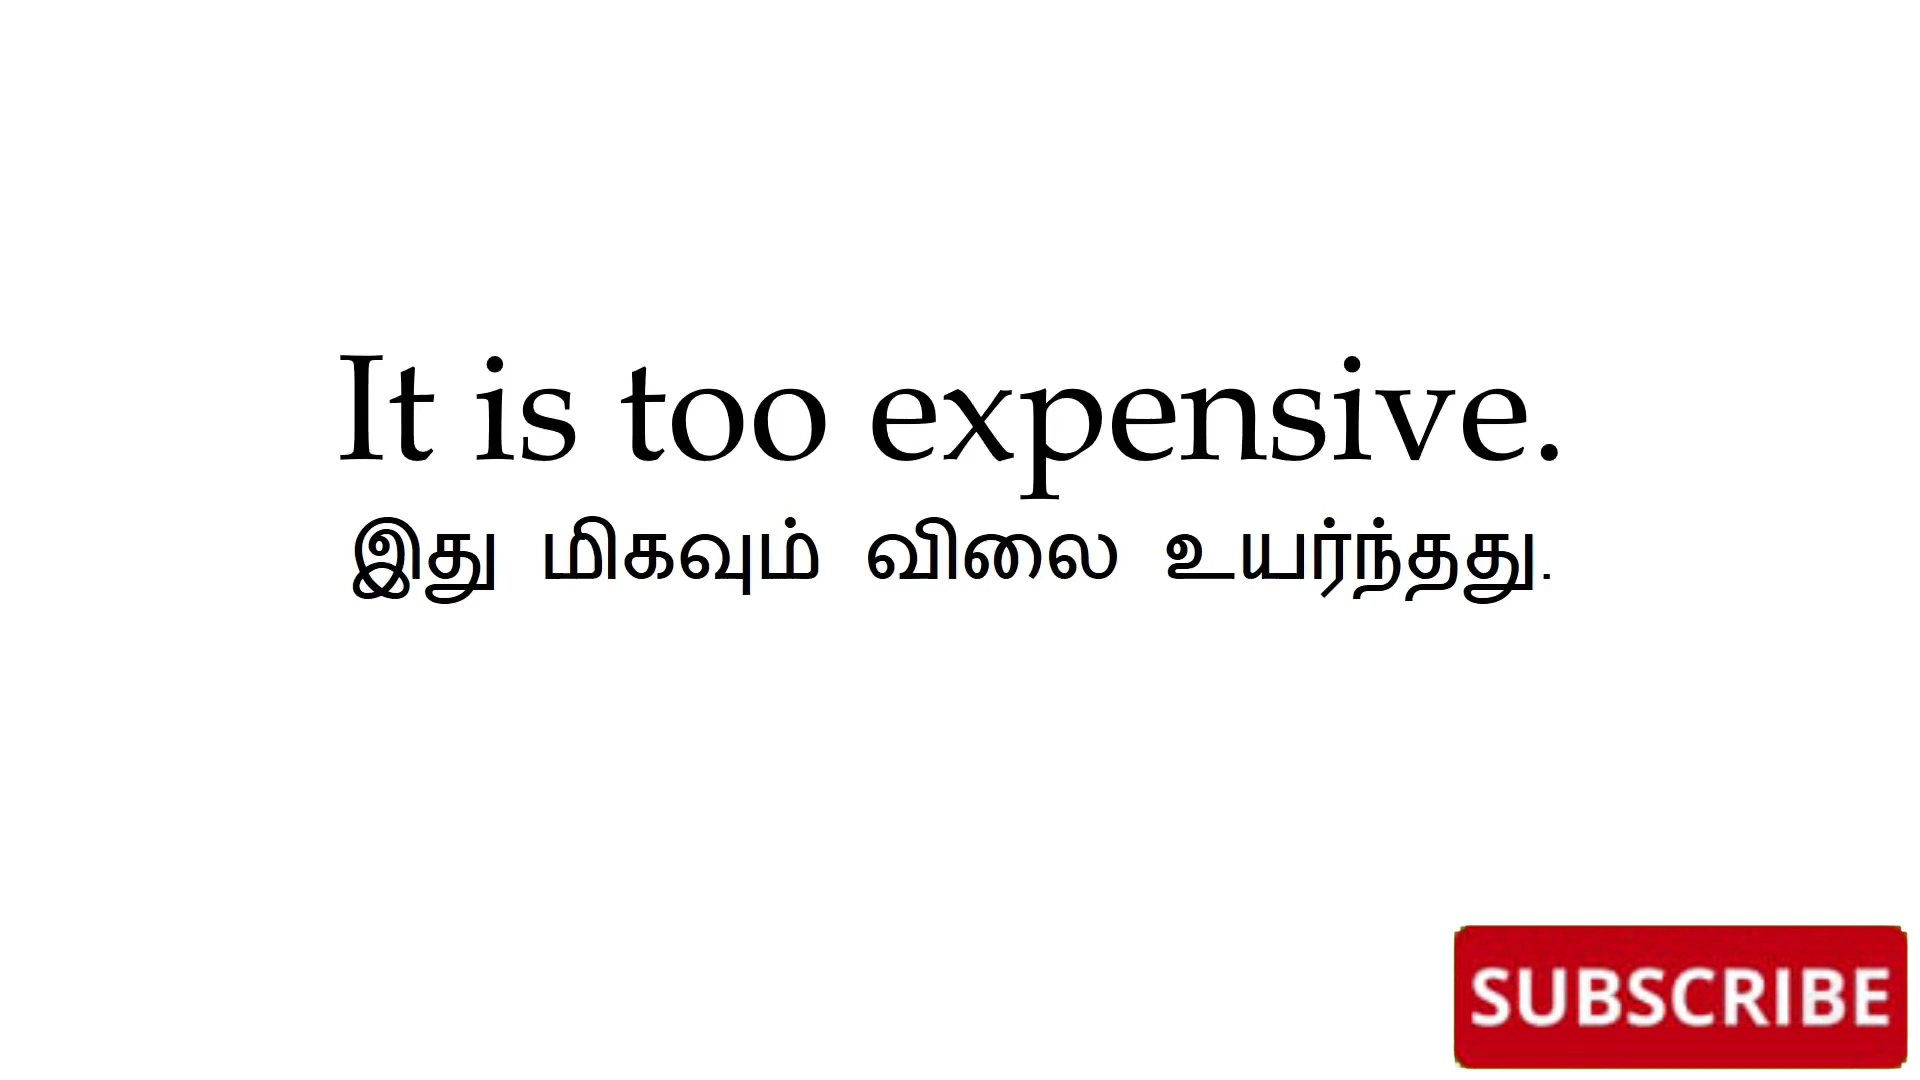 It is too expensive.
இது மிகவும் விலை உயர்ந்தது.
SUBSCRIBE